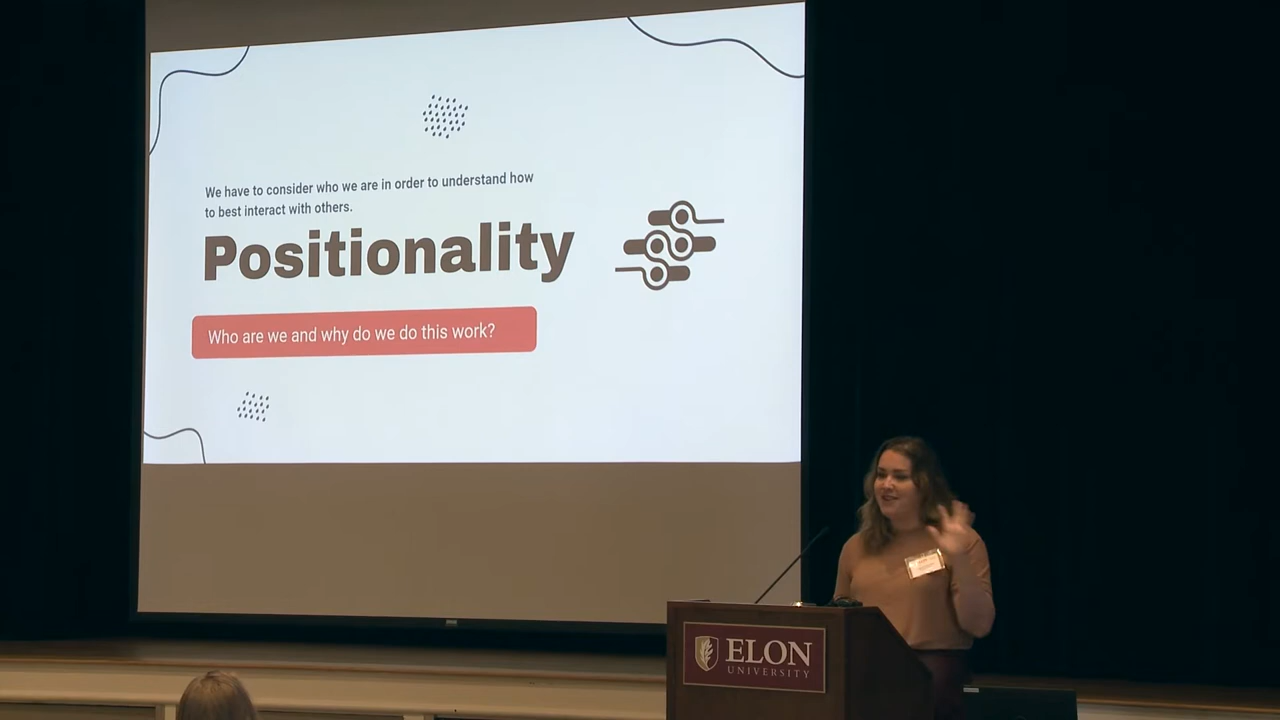 We have to consider who we are in order to understand how
to best interact with others.
Positionality
Who are we and why do we do this work?
ELON
UNIVERSITY